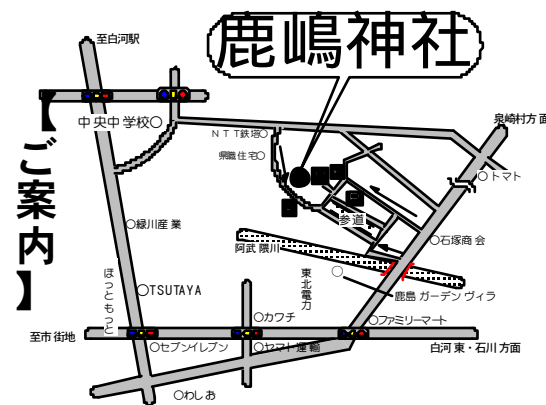 鹿嶋神社
【ご案内】
至白河駅
中央中学校○
NTT鉄塔○
県職住宅○
泉崎村方面
○トマト
参道
○石塚商会
○緑川産業
阿武隈川
ほっともっと
○TSUTAYA
東北電力
○
鹿島ガーデンヴィラ
○カワチ
○ファミリーマート
至市街地
○セブンイレブン
○ヤマト運輸
白河東・石川方面
○わしお